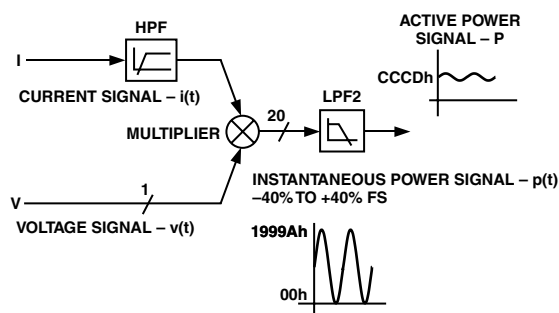 HPF
I
CURRENT SIGNAL – i(t)
ACTIVE POWER
SIGNAL – P
CCCDh
MULTIPLIER
20
LPF2
V
1
VOLTAGE SIGNAL – v(t)
INSTANTANEOUS POWER SIGNAL – p(t)
–40% TO +40% FS
1999Ah
00h